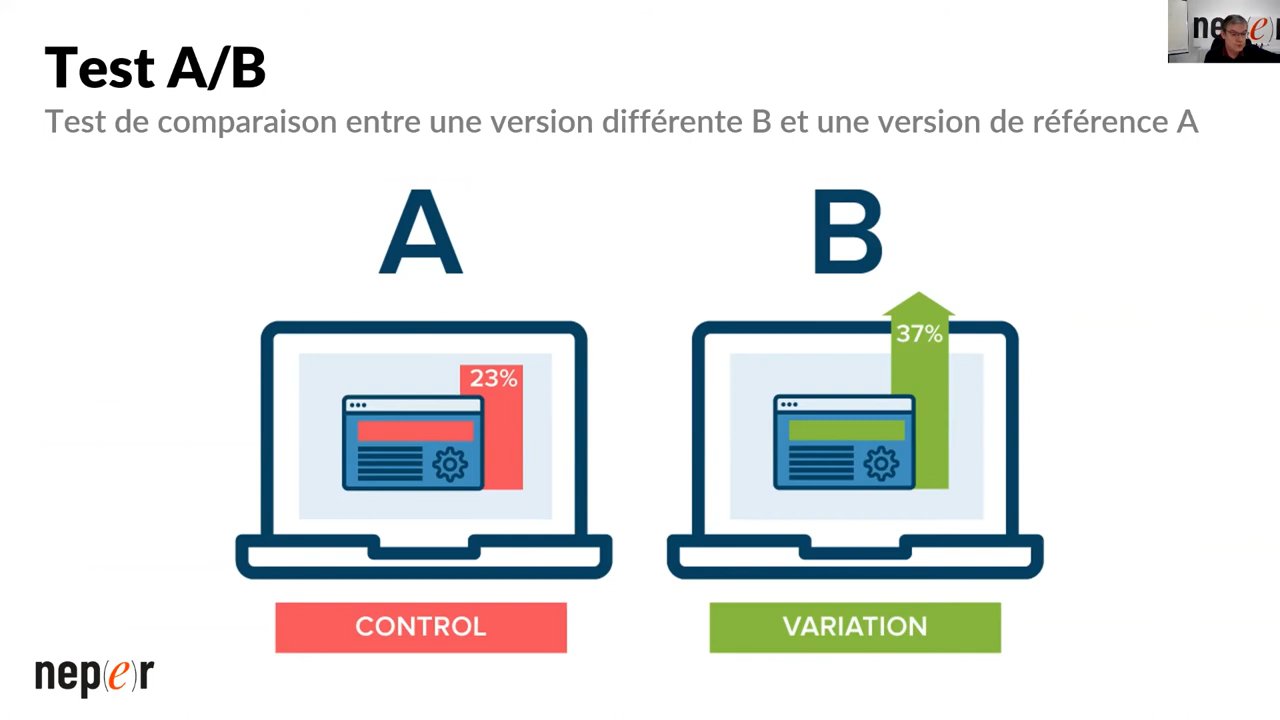 Test A/B
Test de comparaison entre une version différente B et une version de référence A
A
B
23%
37%
CONTROL
VARIATION
nep(e)r